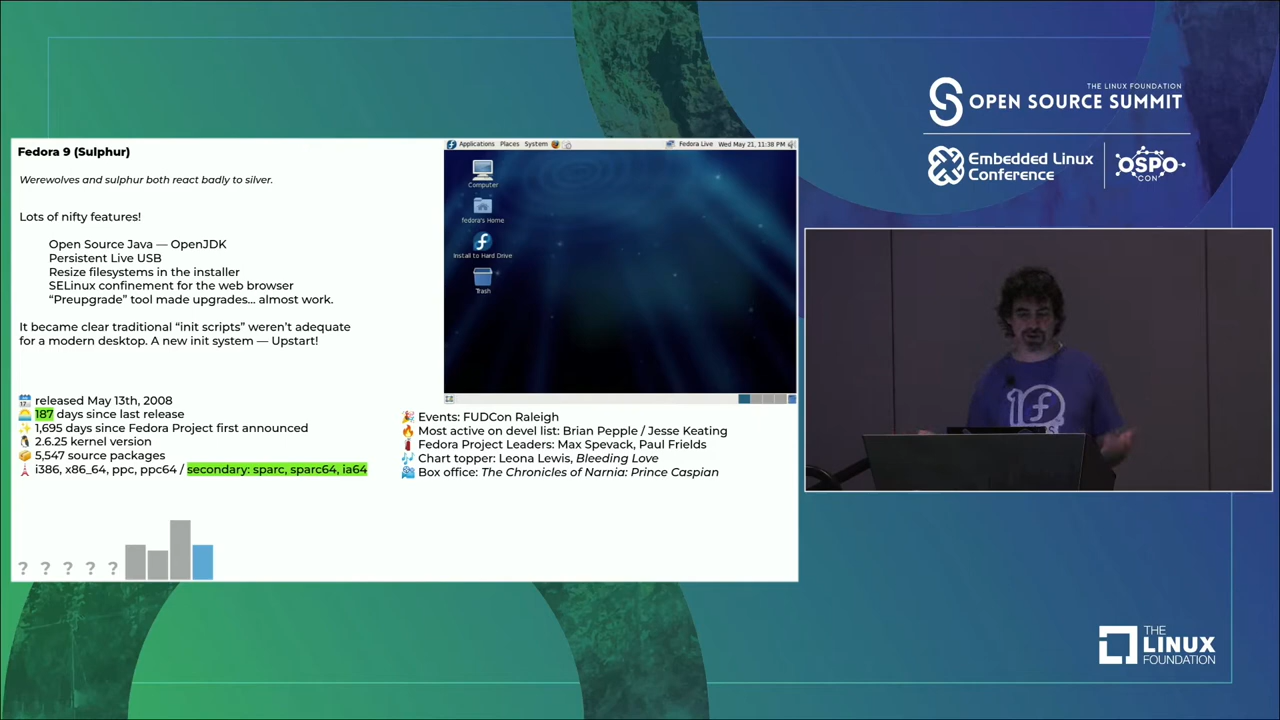 THE LINUX FOUNDATION
OPEN SOURCE SUMMIT
Embedded Linux
Conference
OSPO
CON
Fedora 9 (Sulphur)
Werewolves and sulphur both react badly to silver.
Lots of nifty features!
Open Source Java — OpenJDK
Persistent Live USB
Resize filesystems in the installer
SELinux confinement for the web browser
“Preupgrade” tool made upgrades… almost work.
It became clear traditional “init scripts” weren’t adequate
for a modern desktop. A new init system — Upstart!
released May 13th, 2008
187 days since last release
1,695 days since Fedora Project first announced
2.6.25 kernel version
5,547 source packages
i386, x86_64, ppc, ppc64 / secondary: sparc, sparc64, ia64
? ? ? ? ?
Applications Places System Fedora Live Wed May 21, 11:38 PM
Computer
fedora's Home
Install to Hard Drive
Trash
Events: FUDCon Raleigh
Most active on devel list: Brian Pepple / Jesse Keating
Fedora Project Leaders: Max Spevack, Paul Frields
Chart topper: Leona Lewis, Bleeding Love
Box office: The Chronicles of Narnia: Prince Caspian
THE
LINUX
FOUNDATION